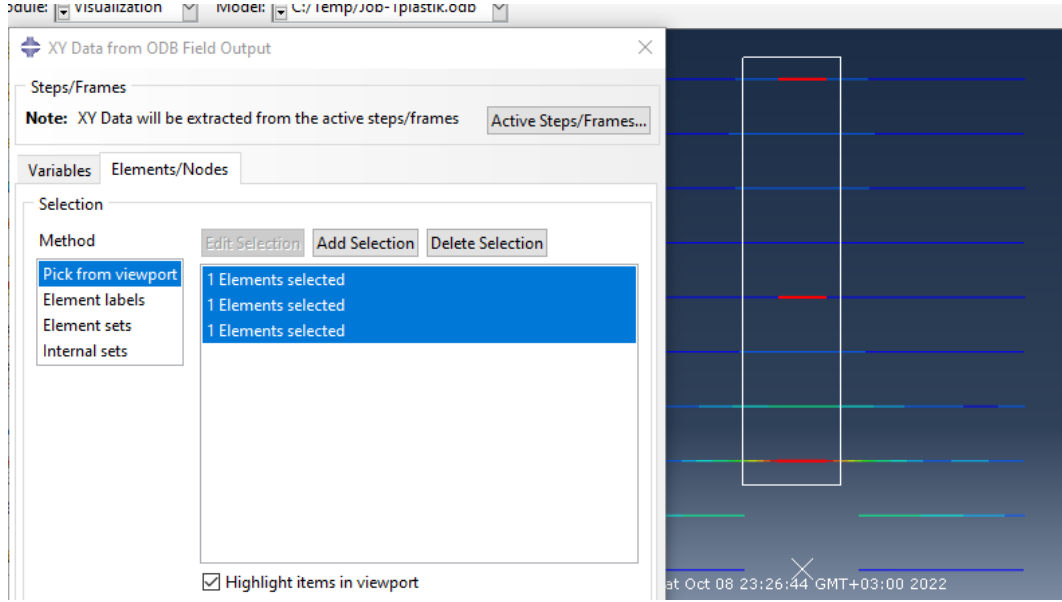 Module: Visualization Model: C:/Temp/Job-1plastik.odb
XY Data from ODB Field Output
Steps/Frames
Note: XY Data will be extracted from the active steps/frames
Active Steps/Frames...
Variables Elements/Nodes
Selection
Method
Edit Selection Add Selection Delete Selection
Pick from viewport
Element labels
Element sets
Internal sets
1 Elements selected
1 Elements selected
1 Elements selected
Highlight items in viewport
at Oct 08 23:26:44 GMT+03:00 2022